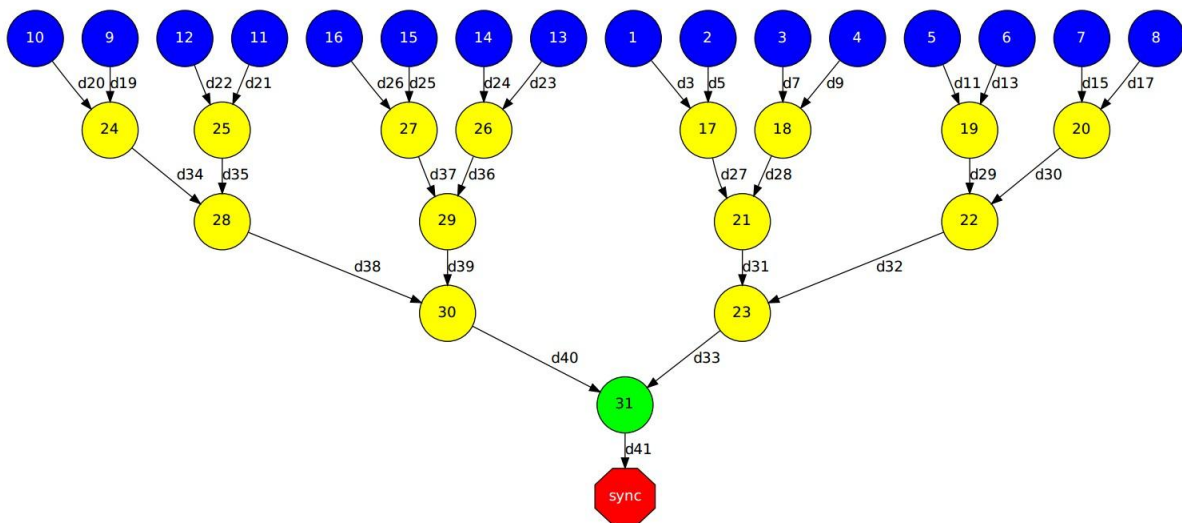 10 9 12 11 16 15 14 13 1 2 3 4 5 6 7 8
d20 d19 d22 d21 d26 d25 d24 d23 d3 d5 d7 d9 d11 d13 d15 d17
24 25 27 26 17 18 19 20
d34 d35 d37 d36 d27 d28 d29 d30
28 29 21 22
d38 d39 d31 d32
30 23
d40 d33
31
d41
sync